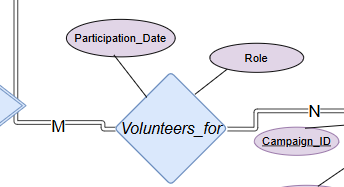 Participation_Date
Role
N
M
Volunteers_for
Campaign_ID